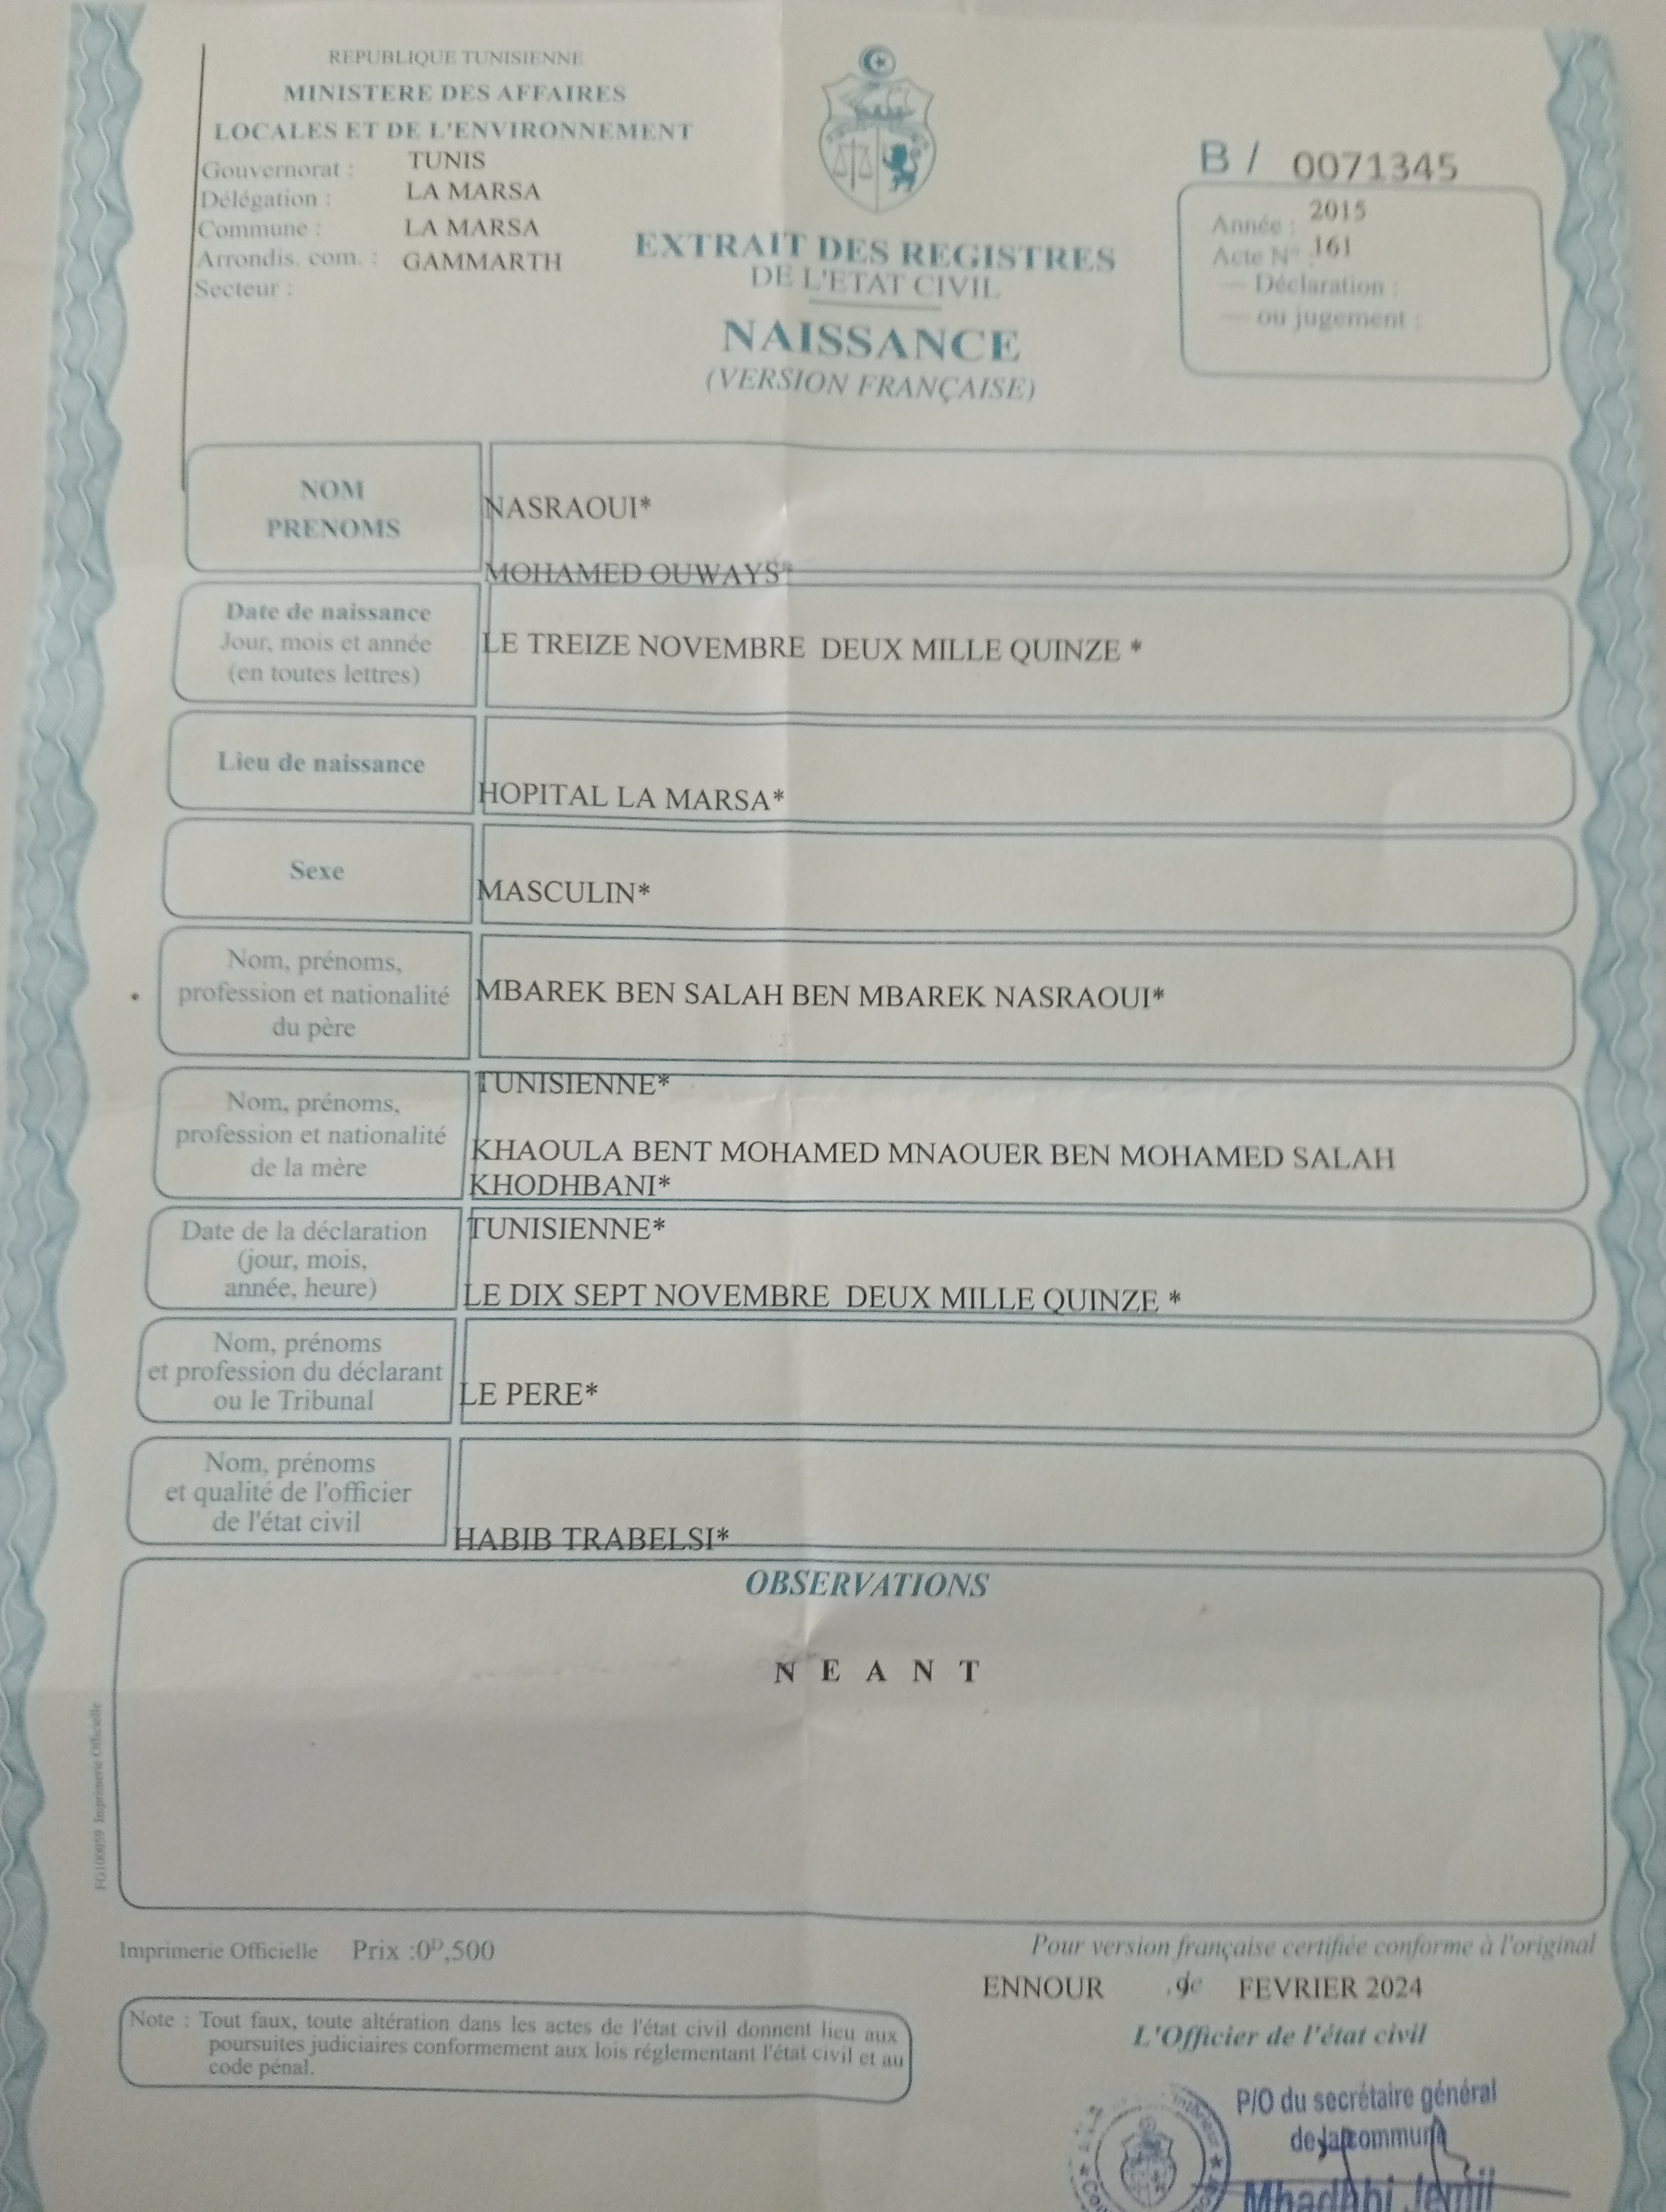 REPUBLIQUE TUNISIENNE
MINISTERE DES AFFAIRES
LOCALES ET DE L'ENVIRONNEMENT
Gouvernorat : TUNIS
Délégation : LA MARSA
Commune : LA MARSA
Arrondis. com. : GAMMARTH
Secteur :
EXTRAIT DES REGISTRES
DE L'ETAT CIVIL
NAISSANCE
(VERSION FRANÇAISE)
B / 0071345
Année : 2015
Acte N° : 161
— Déclaration :
— ou jugement :
NOM
PRENOMS
NASRAOUI*
MOHAMED OUWAYS*
Date de naissance
Jour, mois et année
(en toutes lettres)
LE TREIZE NOVEMBRE DEUX MILLE QUINZE *
Lieu de naissance
HOPITAL LA MARSA*
Sexe
MASCULIN*
Nom, prénoms,
profession et nationalité
du père
MBAREK BEN SALAH BEN MBAREK NASRAOUI*
TUNISIENNE*
Nom, prénoms,
profession et nationalité
de la mère
KHAOULA BENT MOHAMED MNAOUER BEN MOHAMED SALAH
KHODHBANI*
TUNISIENNE*
Date de la déclaration
(jour, mois,
année, heure)
LE DIX SEPT NOVEMBRE DEUX MILLE QUINZE *
Nom, prénoms
et profession du déclarant
ou le Tribunal
LE PERE*
Nom, prénoms
et qualité de l'officier
de l'état civil
HABIB TRABELSI*
OBSERVATIONS
N E A N T
FG100059 Imprimerie Officielle
Imprimerie Officielle Prix :0ᴰ,500
Note : Tout faux, toute altération dans les actes de l'état civil donnent lieu aux
poursuites judiciaires conformement aux lois réglementant l'état civil et au
code pénal.
Pour version française certifiée conforme à l'original
ENNOUR FEVRIER 2024
L'Officier de l'état civil
P/O du secrétaire général
de la commune
Mbadhbi Jemil